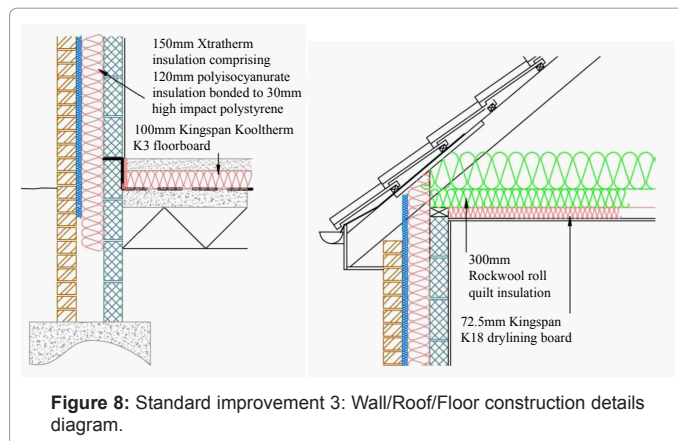 150mm Xtratherm
insulation comprising
120mm polyisocyanurate
insulation bonded to 30mm
high impact polystyrene
100mm Kingspan Kooltherm
K3 floorboard
300mm
Rockwool roll
quilt insulation
72.5mm Kingspan
K18 drylining board
Figure 8: Standard improvement 3: Wall/Roof/Floor construction details
diagram.